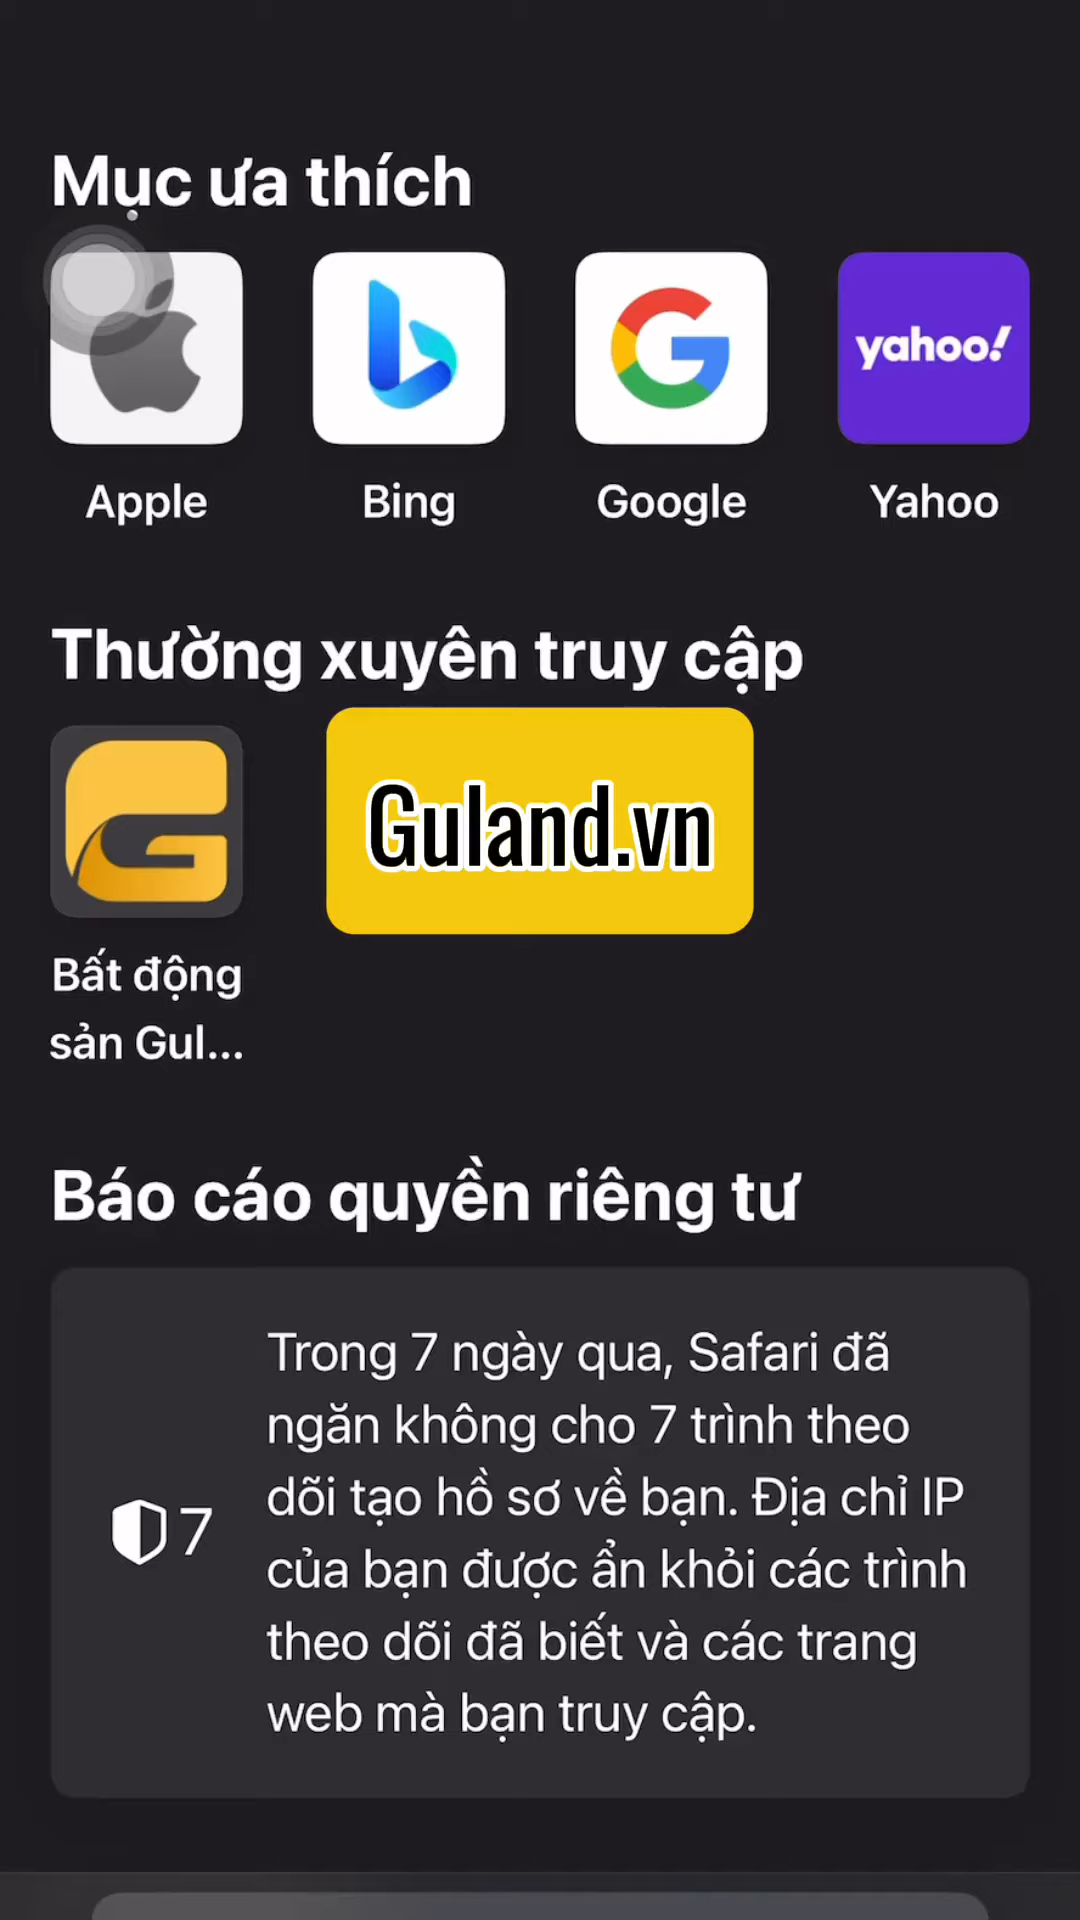 Mục ưa thích
yahoo!
Apple
Bing
Google
Yahoo
Thường xuyên truy cập
Guland.vn
Bất động
sản Gul...
Báo cáo quyền riêng tư
7
Trong 7 ngày qua, Safari đã
ngăn không cho 7 trình theo
dõi tạo hồ sơ về bạn. Địa chỉ IP
của bạn được ẩn khỏi các trình
theo dõi đã biết và các trang
web mà bạn truy cập.